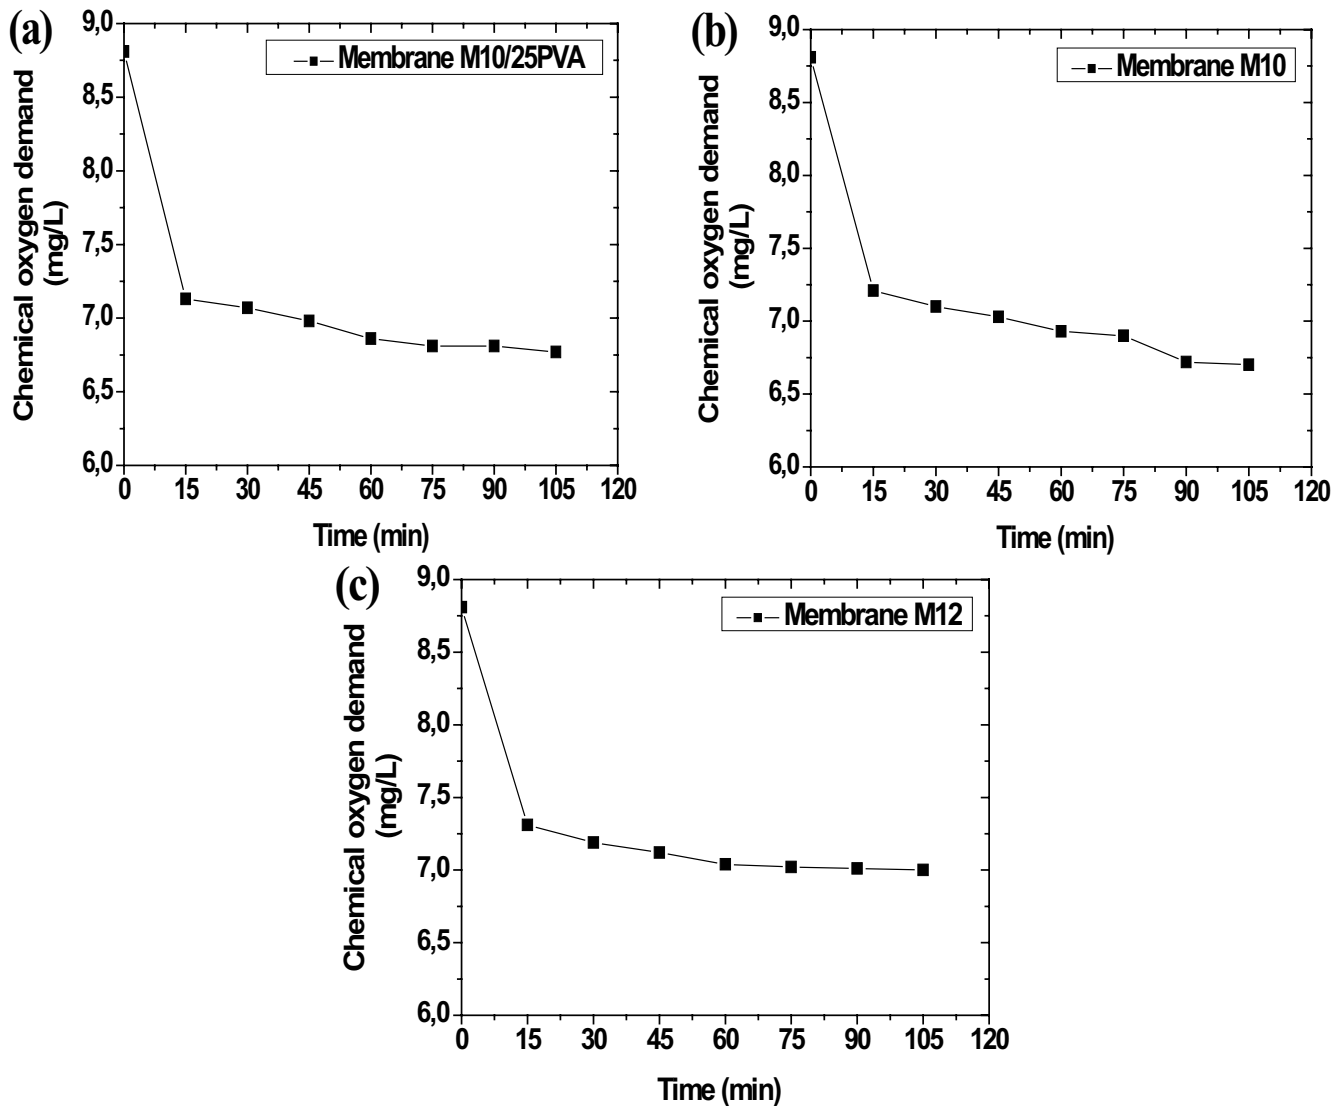 (a)
Membrane M10/25PVA
Chemical oxygen demand
(mg/L)
9,0
8,5
8,0
7,5
7,0
6,5
6,0
0 15 30 45 60 75 90 105 120
Time (min)
(b)
Membrane M10
Chemical oxygen demand
(mg/L)
9,0
8,5
8,0
7,5
7,0
6,5
6,0
0 15 30 45 60 75 90 105 120
Time (min)
(c)
Membrane M12
Chemical oxygen demand
(mg/L)
9,0
8,5
8,0
7,5
7,0
6,5
6,0
0 15 30 45 60 75 90 105 120
Time (min)